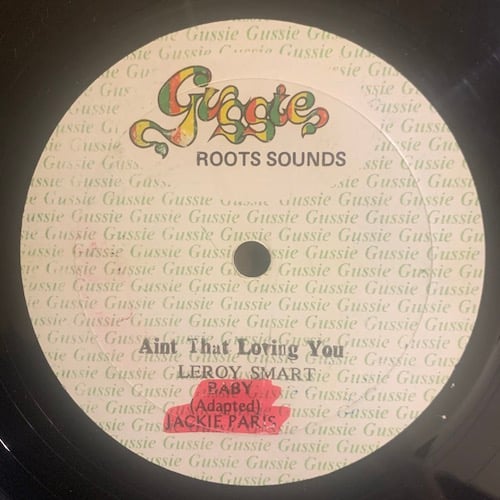 Gussie
ROOTS SOUNDS
Aint That Loving You
LEROY SMART
BABY
(Adapted)
JACKIE PARIS